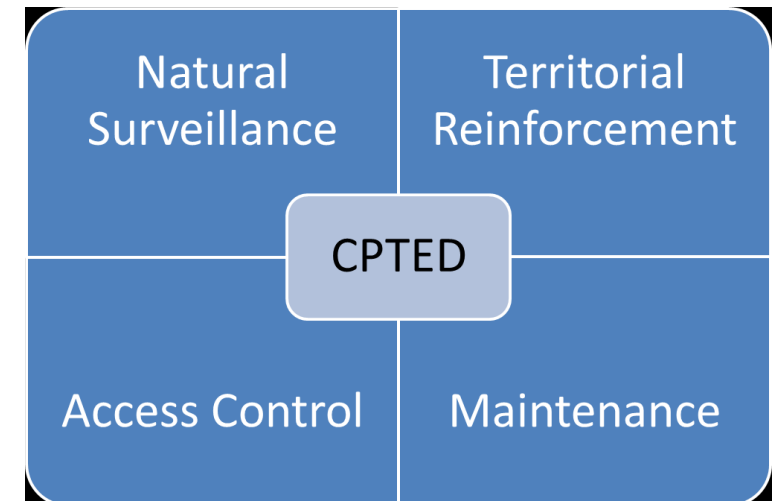 Natural
Surveillance
Territorial
Reinforcement
CPTED
Access Control
Maintenance